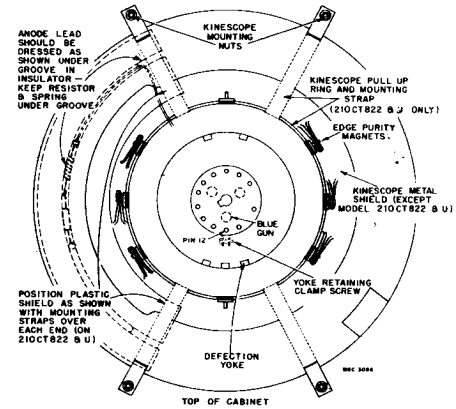 ANODE LEAD
SHOULD BE
DRESSED AS
SHOWN UNDER
GROOVE IN
INSULATOR —
KEEP RESISTOR
& SPRING
UNDER GROOVE
KINESCOPE
MOUNTING
NUTS
KINESCOPE PULL UP
RING AND MOUNTING
STRAP
(21OCT822 & U ONLY)
EDGE PURITY
MAGNETS
KINESCOPE METAL
SHIELD (EXCEPT
MODEL 21OCT822 & U)
BLUE
GUN
PIN 12
YOKE RETAINING
CLAMP SCREW
POSITION PLASTIC
SHIELD AS SHOWN
WITH MOUNTING
STRAPS OVER
EACH END (ON
21OCT822 & U)
DEFECTION
YOKE
TOP OF CABINET